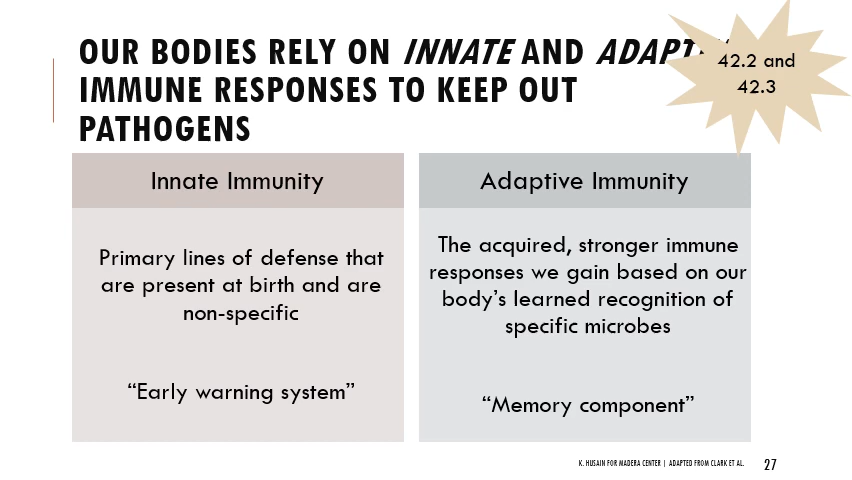 OUR BODIES RELY ON INNATE AND
IMMUNE RESPONSES TO KEEP OUT
PATHOGENS
42.2 and
42.3
Innate Immunity
Primary lines of defense that
are present at birth and are
non-specific
“Early warning system”
Adaptive Immunity
The acquired, stronger immune
responses we gain based on our
body’s learned recognition of
specific microbes
“Memory component”
K. HUSAIN FOR MADERA CENTER | ADAPTED FROM CLARK ET AL.
27